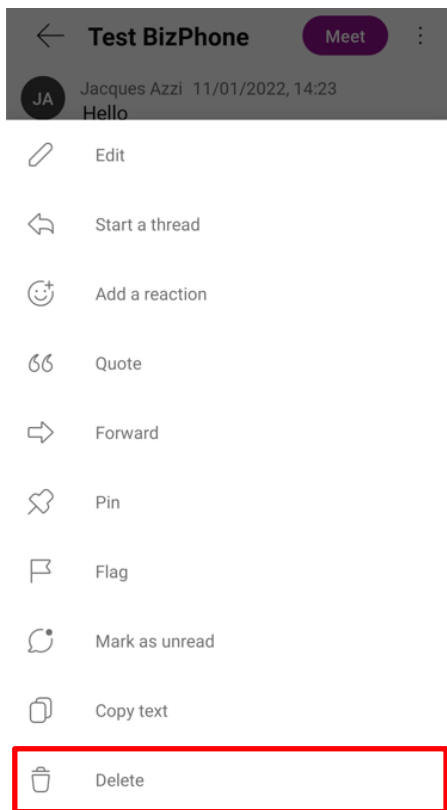 Test BizPhone Meet
JA Jacques Azzi 11/01/2022, 14:23
Hello
Edit
Start a thread
Add a reaction
Quote
Forward
Pin
Flag
Mark as unread
Copy text
Delete